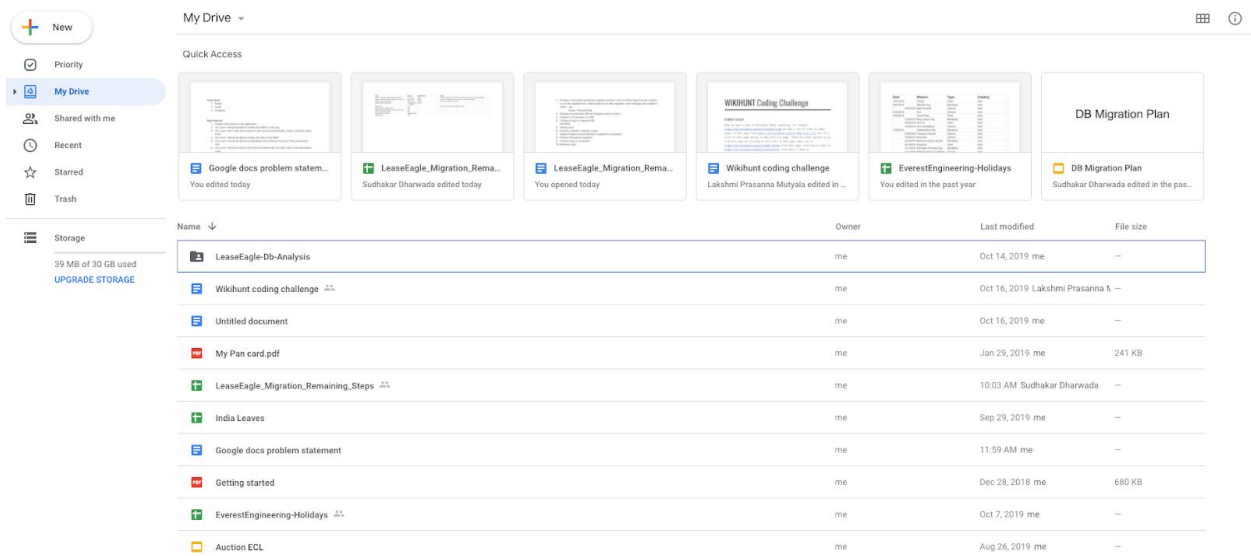 New
My Drive
Priority
My Drive
Shared with me
Recent
Starred
Trash
Storage
39 MB of 30 GB used
UPGRADE STORAGE
Quick Access
WIKIHUNT Coding Challenge
DB Migration Plan
Google docs problem statem...
You edited today
LeaseEagle_Migration_Rema...
Sudhakar Dharwada edited today
LeaseEagle_Migration_Rema...
You opened today
Wikihunt coding challenge
Lakshmi Prasanna Mutyala edited in ...
EverestEngineering-Holidays
You edited in the past year
DB Migration Plan
Sudhakar Dharwada edited in the pas...
Name Owner Last modified File size
LeaseEagle-Db-Analysis me Oct 14, 2019 me —
Wikihunt coding challenge me Oct 16, 2019 Lakshmi Prasanna —
Untitled document me Oct 16, 2019 me —
PDF My Pan card.pdf me Jan 29, 2019 me 241 KB
LeaseEagle_Migration_Remaining_Steps me 10:03 AM Sudhakar Dharwada —
India Leaves me Sep 29, 2019 me —
Google docs problem statement me 11:59 AM me —
PDF Getting started me Dec 28, 2018 me 680 KB
EverestEngineering-Holidays me Oct 7, 2019 me —
Auction ECL me Aug 26, 2019 me —